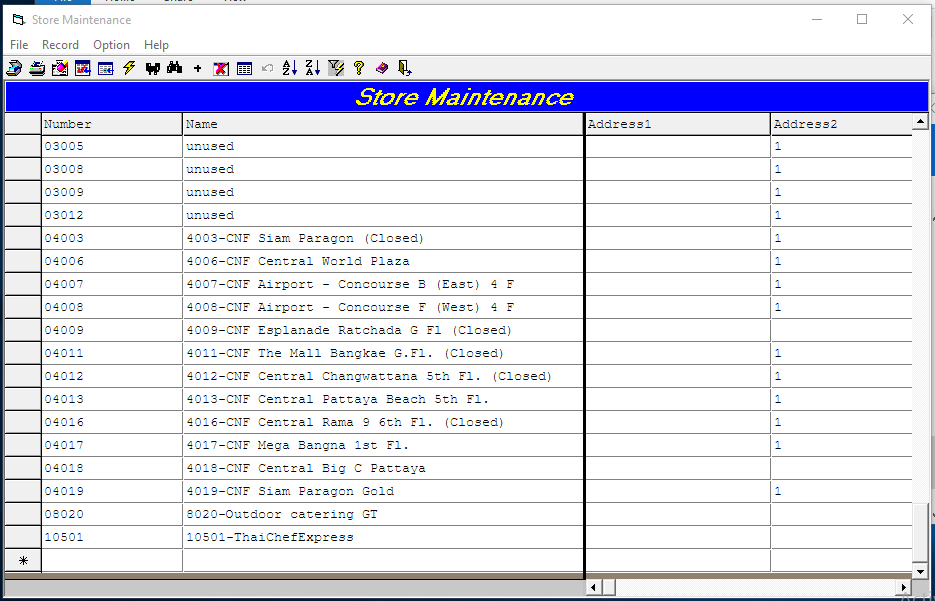 Store Maintenance
File Record Option Help
Store Maintenance
Number Name Address1 Address2
03005 unused 1
03008 unused 1
03009 unused 1
03012 unused 1
04003 4003-CNF Siam Paragon (Closed) 1
04006 4006-CNF Central World Plaza 1
04007 4007-CNF Airport - Concourse B (East) 4 F 1
04008 4008-CNF Airport - Concourse F (West) 4 F 1
04009 4009-CNF Esplanade Ratchada G Fl (Closed)
04011 4011-CNF The Mall Bangkae G.Fl. (Closed) 1
04012 4012-CNF Central Changwattana 5th Fl. (Closed) 1
04013 4013-CNF Central Pattaya Beach 5th Fl. 1
04016 4016-CNF Central Rama 9 6th Fl. (Closed) 1
04017 4017-CNF Mega Bangna 1st Fl. 1
04018 4018-CNF Central Big C Pattaya
04019 4019-CNF Siam Paragon Gold 1
08020 8020-Outdoor catering GT
10501 10501-ThaiChefExpress